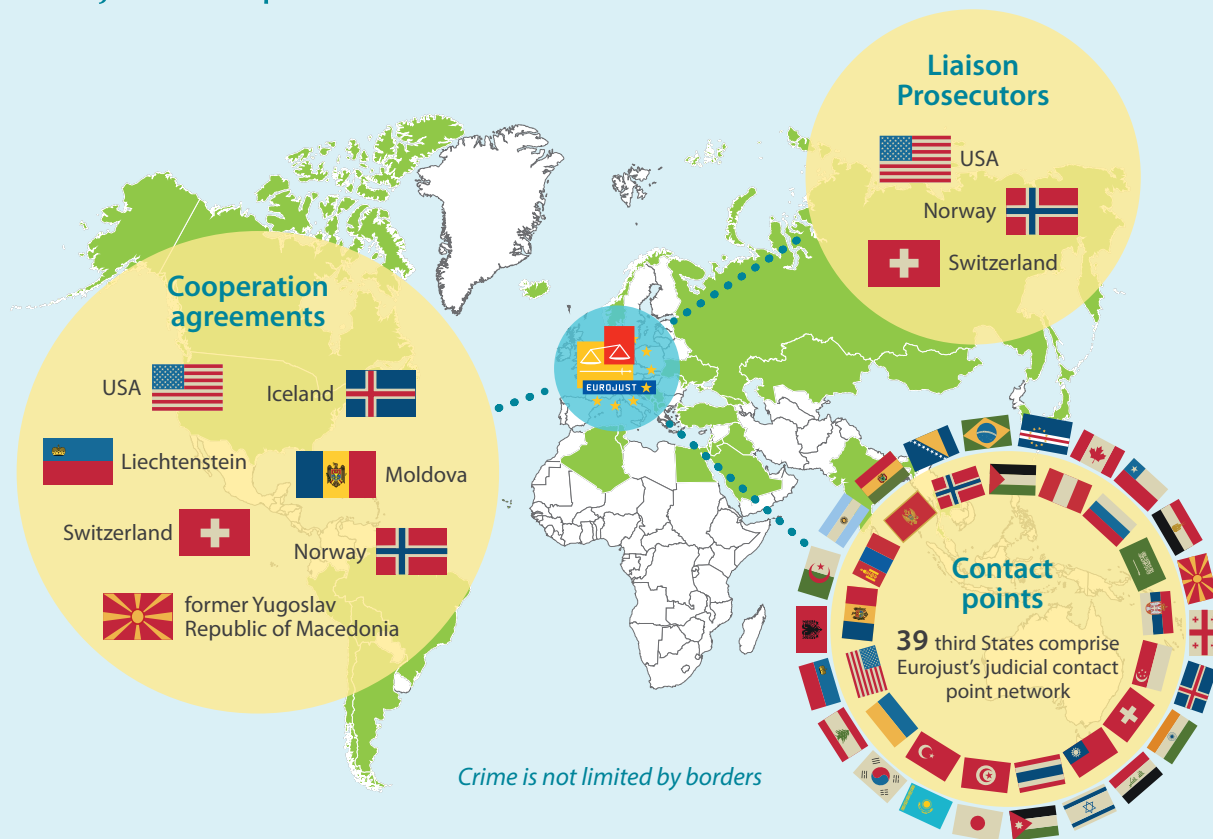 Liaison
Prosecutors
USA
Norway
Switzerland
Cooperation
agreements
USA
Iceland
Liechtenstein
Moldova
Switzerland
Norway
former Yugoslav
Republic of Macedonia
EUROJUST
Contact
points
39 third States comprise
Eurojust's judicial contact
point network
Crime is not limited by borders